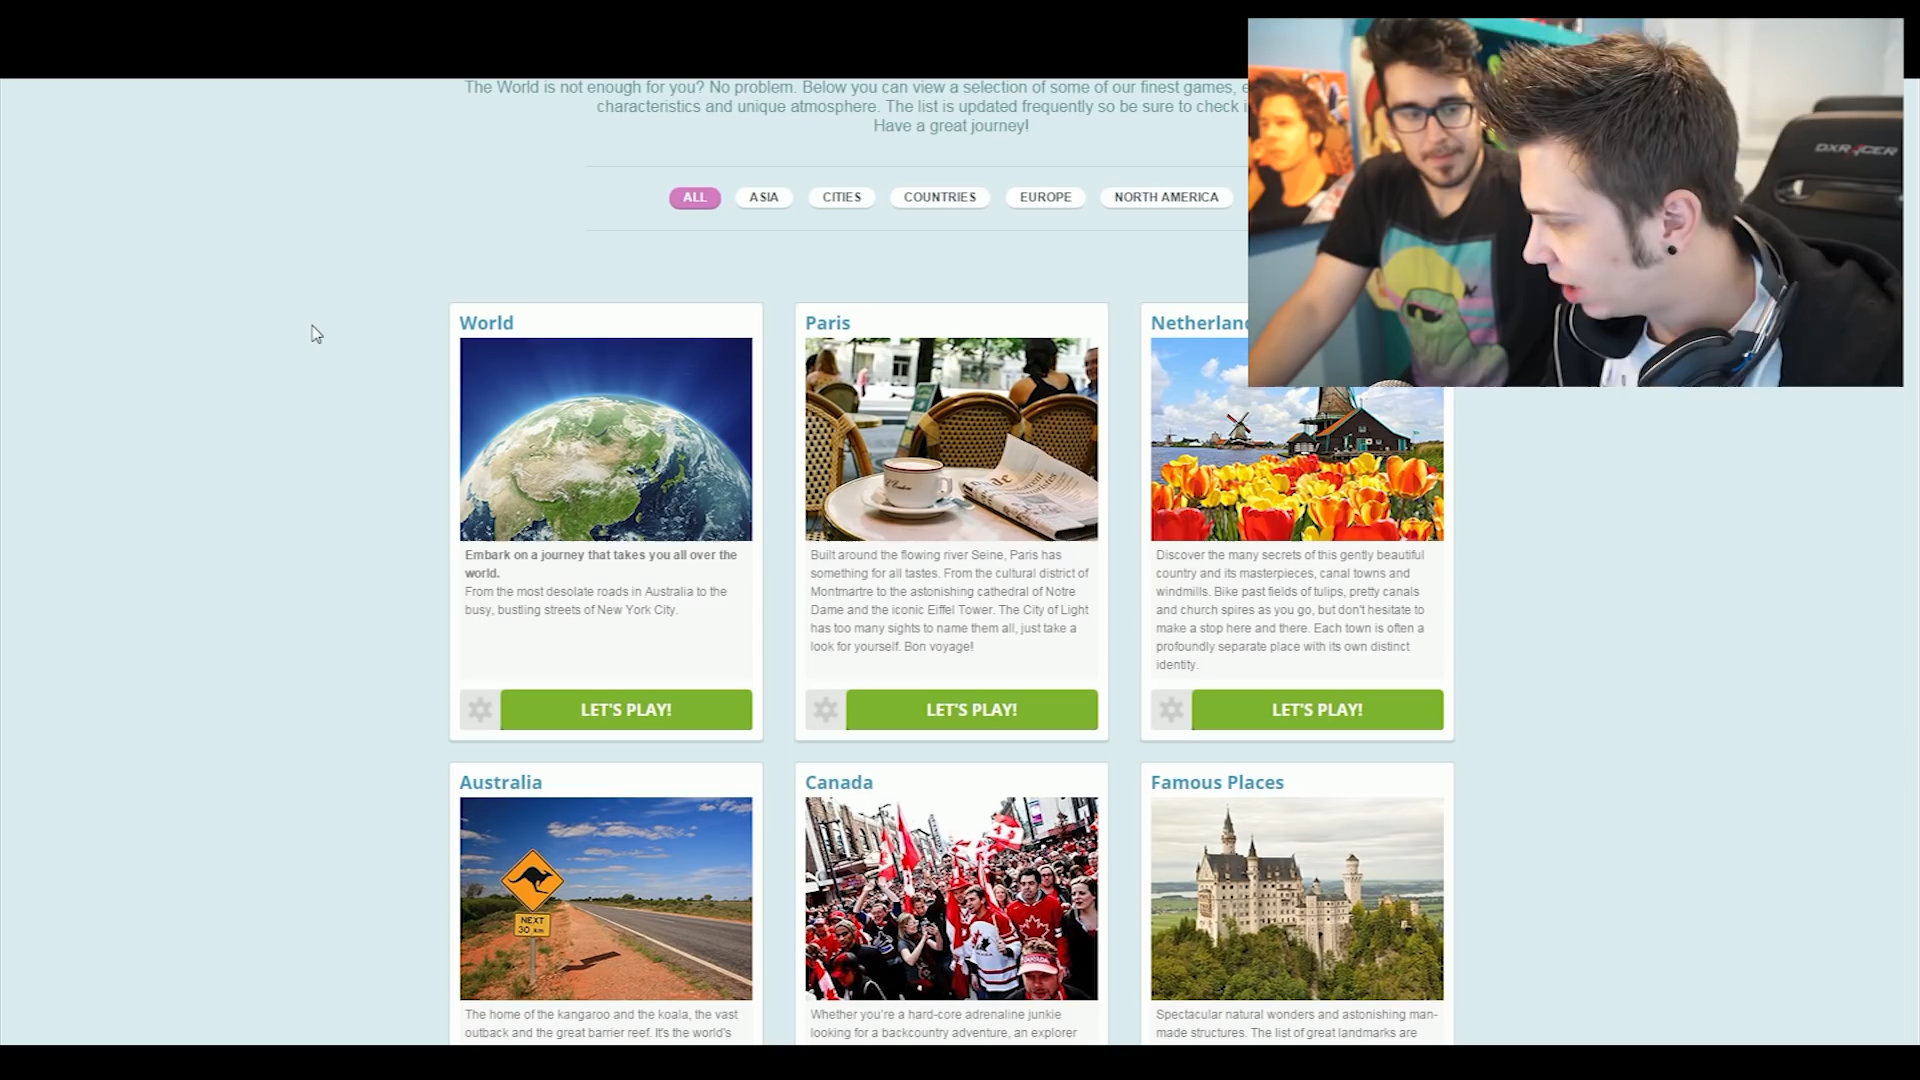 The World is not enough for you? No problem. Below you can view a selection of some of our finest games,
characteristics and unique atmosphere. The list is updated frequently so be sure to check
Have a great journey!
ALL
ASIA
CITIES
COUNTRIES
EUROPE
NORTH AMERICA
DXRACER
World
Embark on a journey that takes you all over the
world.
From the most desolate roads in Australia to the
busy, bustling streets of New York City.
LET'S PLAY!
Paris
Built around the flowing river Seine, Paris has
something for all tastes. From the cultural district of
Montmartre to the astonishing cathedral of Notre
Dame and the iconic Eiffel Tower. The City of Light
has too many sights to name them all, just take a
look for yourself. Bon voyage!
LET'S PLAY!
Netherland
Discover the many secrets of this gently beautiful
country and its masterpieces, canal towns and
windmills. Bike past fields of tulips, pretty canals
and church spires as you go, but don't hesitate to
make a stop here and there. Each town is often a
profoundly separate place with its own distinct
identity.
LET'S PLAY!
Australia
NEXT
30 km
The home of the kangaroo and the koala, the vast
outback and the great barrier reef. It's the world's
Canada
CANADA
Whether you're a hard-core adrenaline junkie
looking for a backcountry adventure, an explorer
Famous Places
Spectacular natural wonders and astonishing man-
made structures. The list of great landmarks are